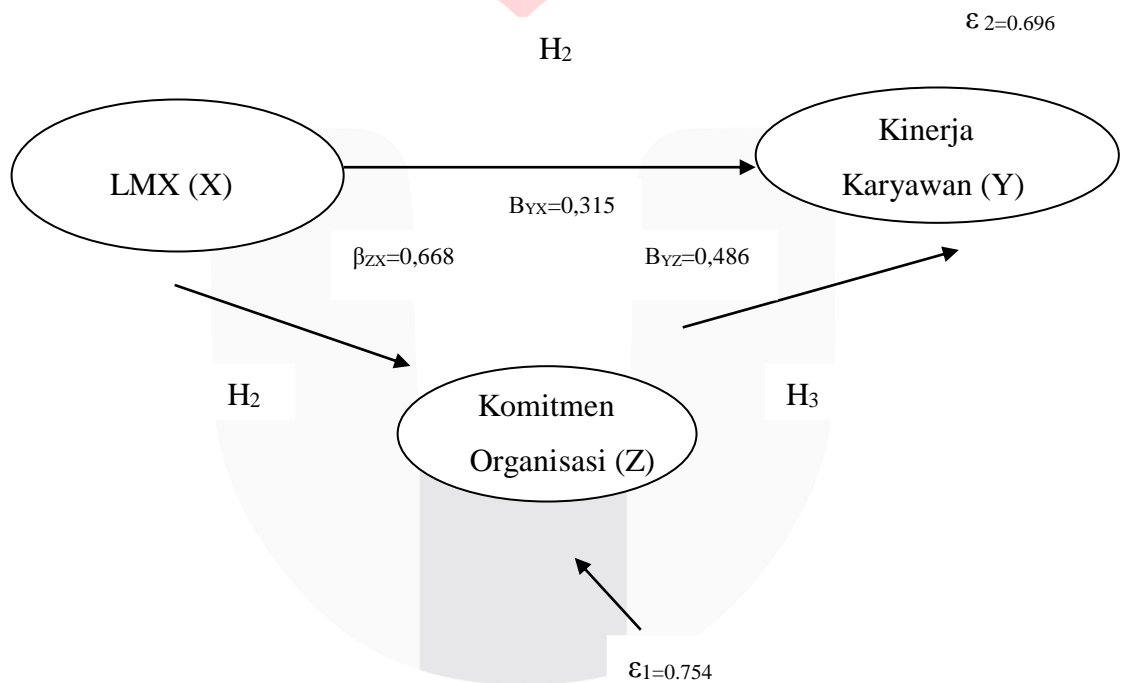 ε 2=0.696
H2
Kinerja
Karyawan (Y)
LMX (X)
BYX=0,315
βZX=0,668
BYZ=0,486
H2
H3
Komitmen
Organisasi (Z)
ε1=0.754